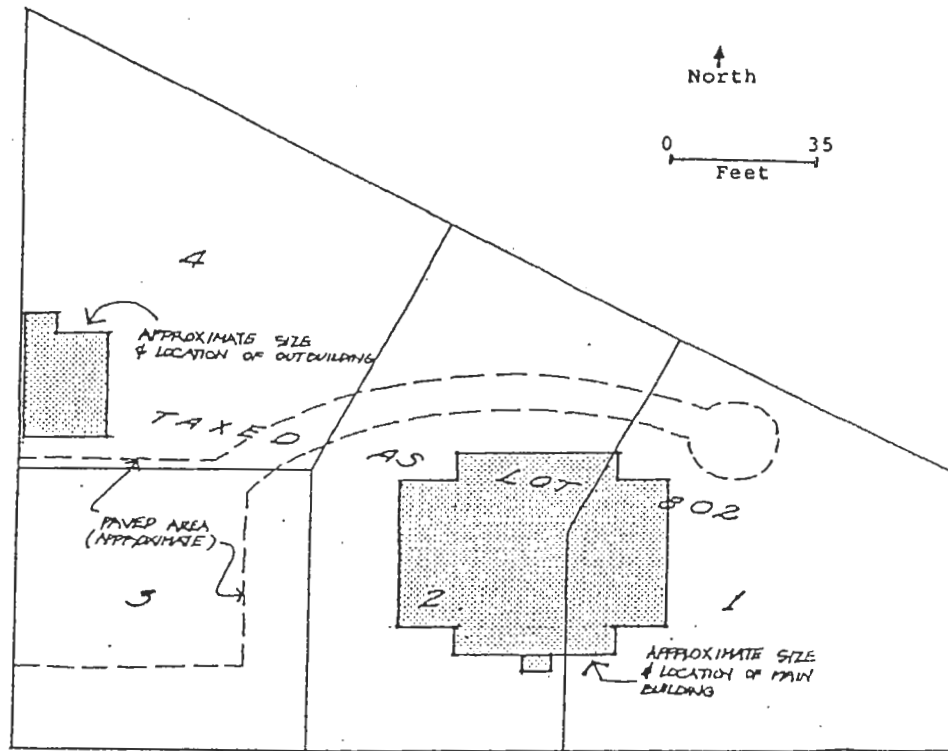 North
0 35
Feet
4
APPROXIMATE SIZE
& LOCATION OF OUTBUILDING
TAXED
AS
LOT
802
PAVED AREA
(APPROXIMATE)
3
2
1
APPROXIMATE SIZE
& LOCATION OF MAIN
BUILDING